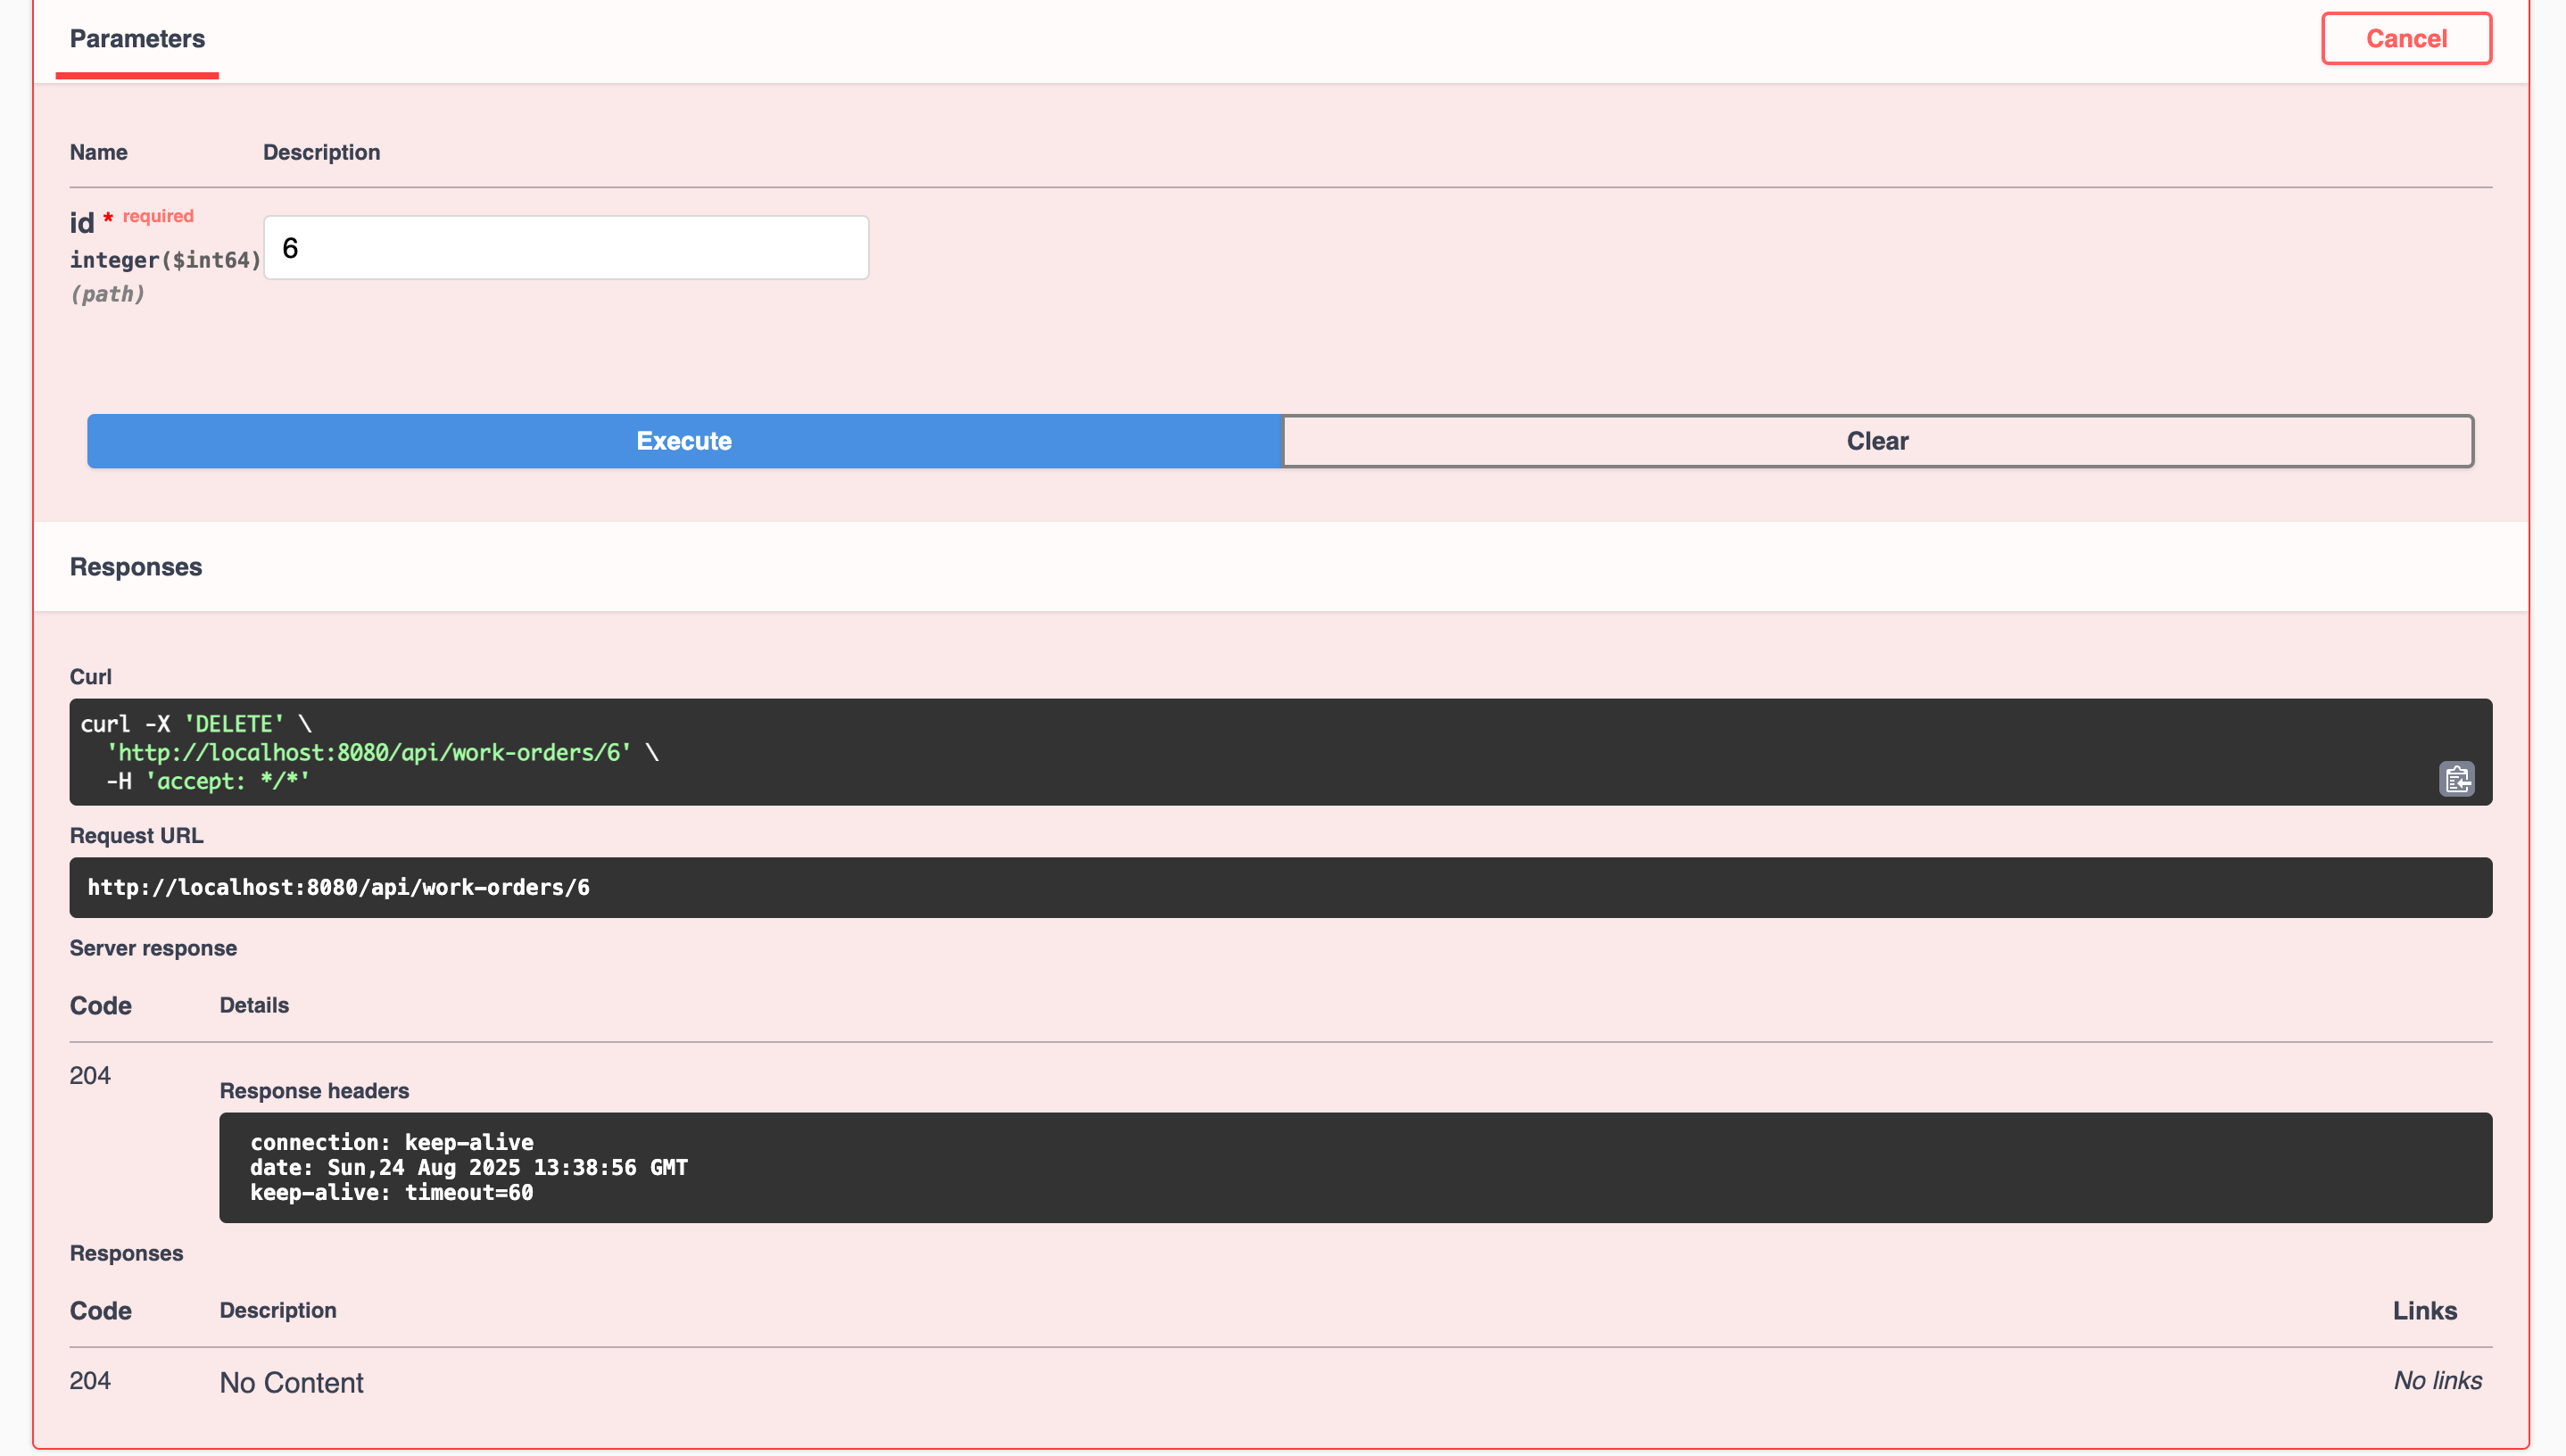 Parameters
Cancel
Name Description
id * required
integer($int64)
(path)
6
Execute
Clear
Responses
Curl
curl -X 'DELETE' \
'http://localhost:8080/api/work-orders/6' \
-H 'accept: */*'
Request URL
http://localhost:8080/api/work-orders/6
Server response
Code Details
204
Response headers
connection: keep-alive
date: Sun,24 Aug 2025 13:38:56 GMT
keep-alive: timeout=60
Responses
Code Description Links
204 No Content No links